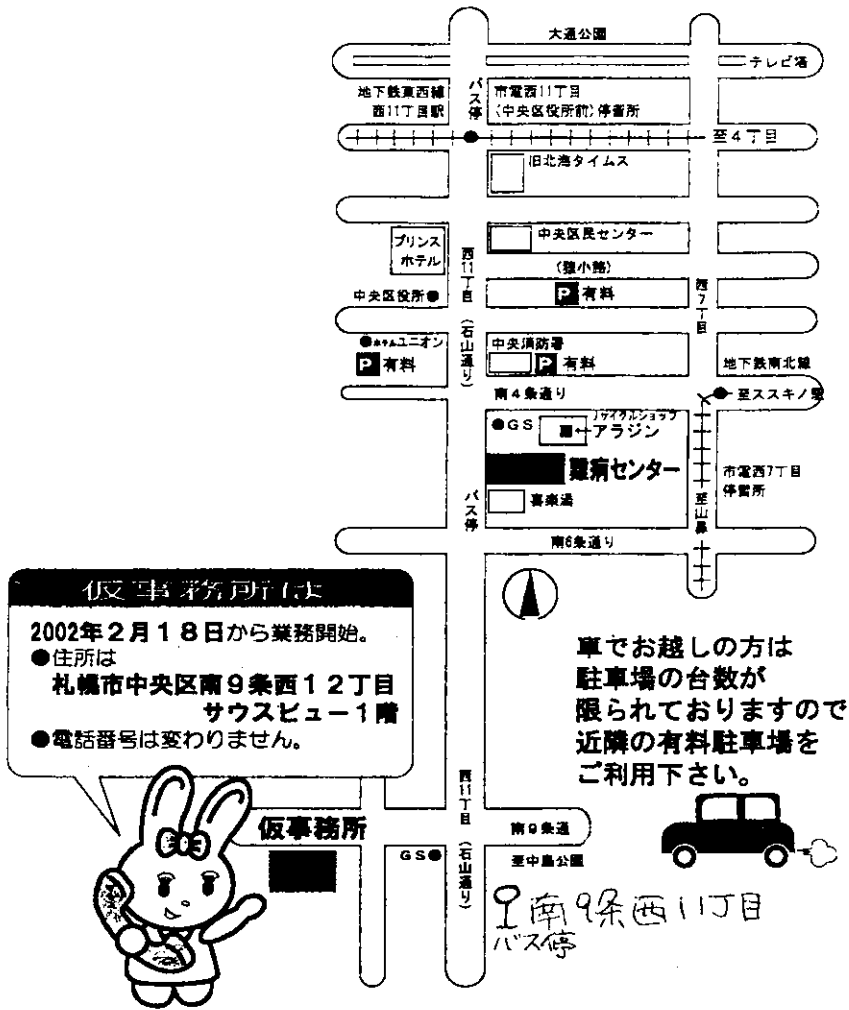 大通公園
テレビ塔
地下鉄東西線
西11丁目駅
バス停
市電西11丁目
(中央区役所前)停留所
至4丁目
旧北海タイムス
プリンス
ホテル
中央区民センター
西11丁目(石山通り)
(狸小路)
P有料
西7丁目
中央区役所●
●ホテルユニオン
P有料
中央消防署
P有料
地下鉄南北線
南4条通り
至ススキノ駅
●GS
リサイクルショップ
←アラジン
難病センター
市電西7丁目
停留所
バス停
喜楽湯
至山鼻
南6条通り
仮事務所は
2002年2月18日から業務開始。
●住所は
札幌市中央区南9条西12丁目
サウスビュー1階
●電話番号は変わりません。
車でお越しの方は
駐車場の台数が
限られておりますので
近隣の有料駐車場を
ご利用下さい。
西11丁目(石山通り)
仮事務所
南9条通
GS●
至中島公園
南9条西11丁目
バス停